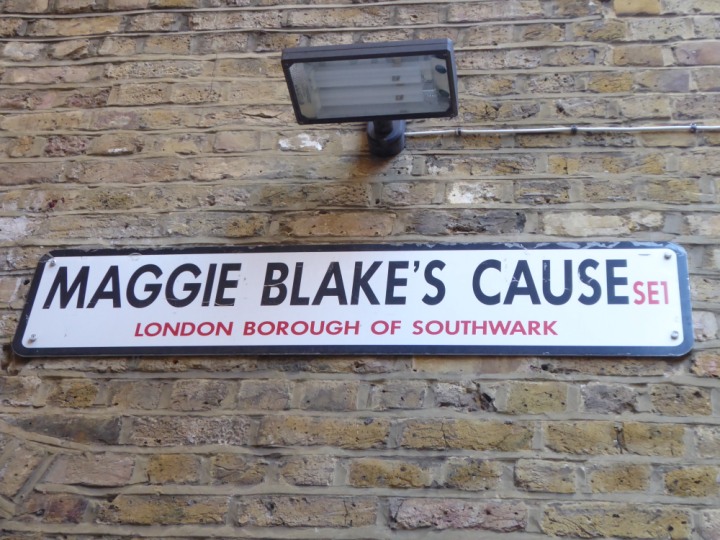 MAGGIE BLAKE'S CAUSE SE1
LONDON BOROUGH OF SOUTHWARK